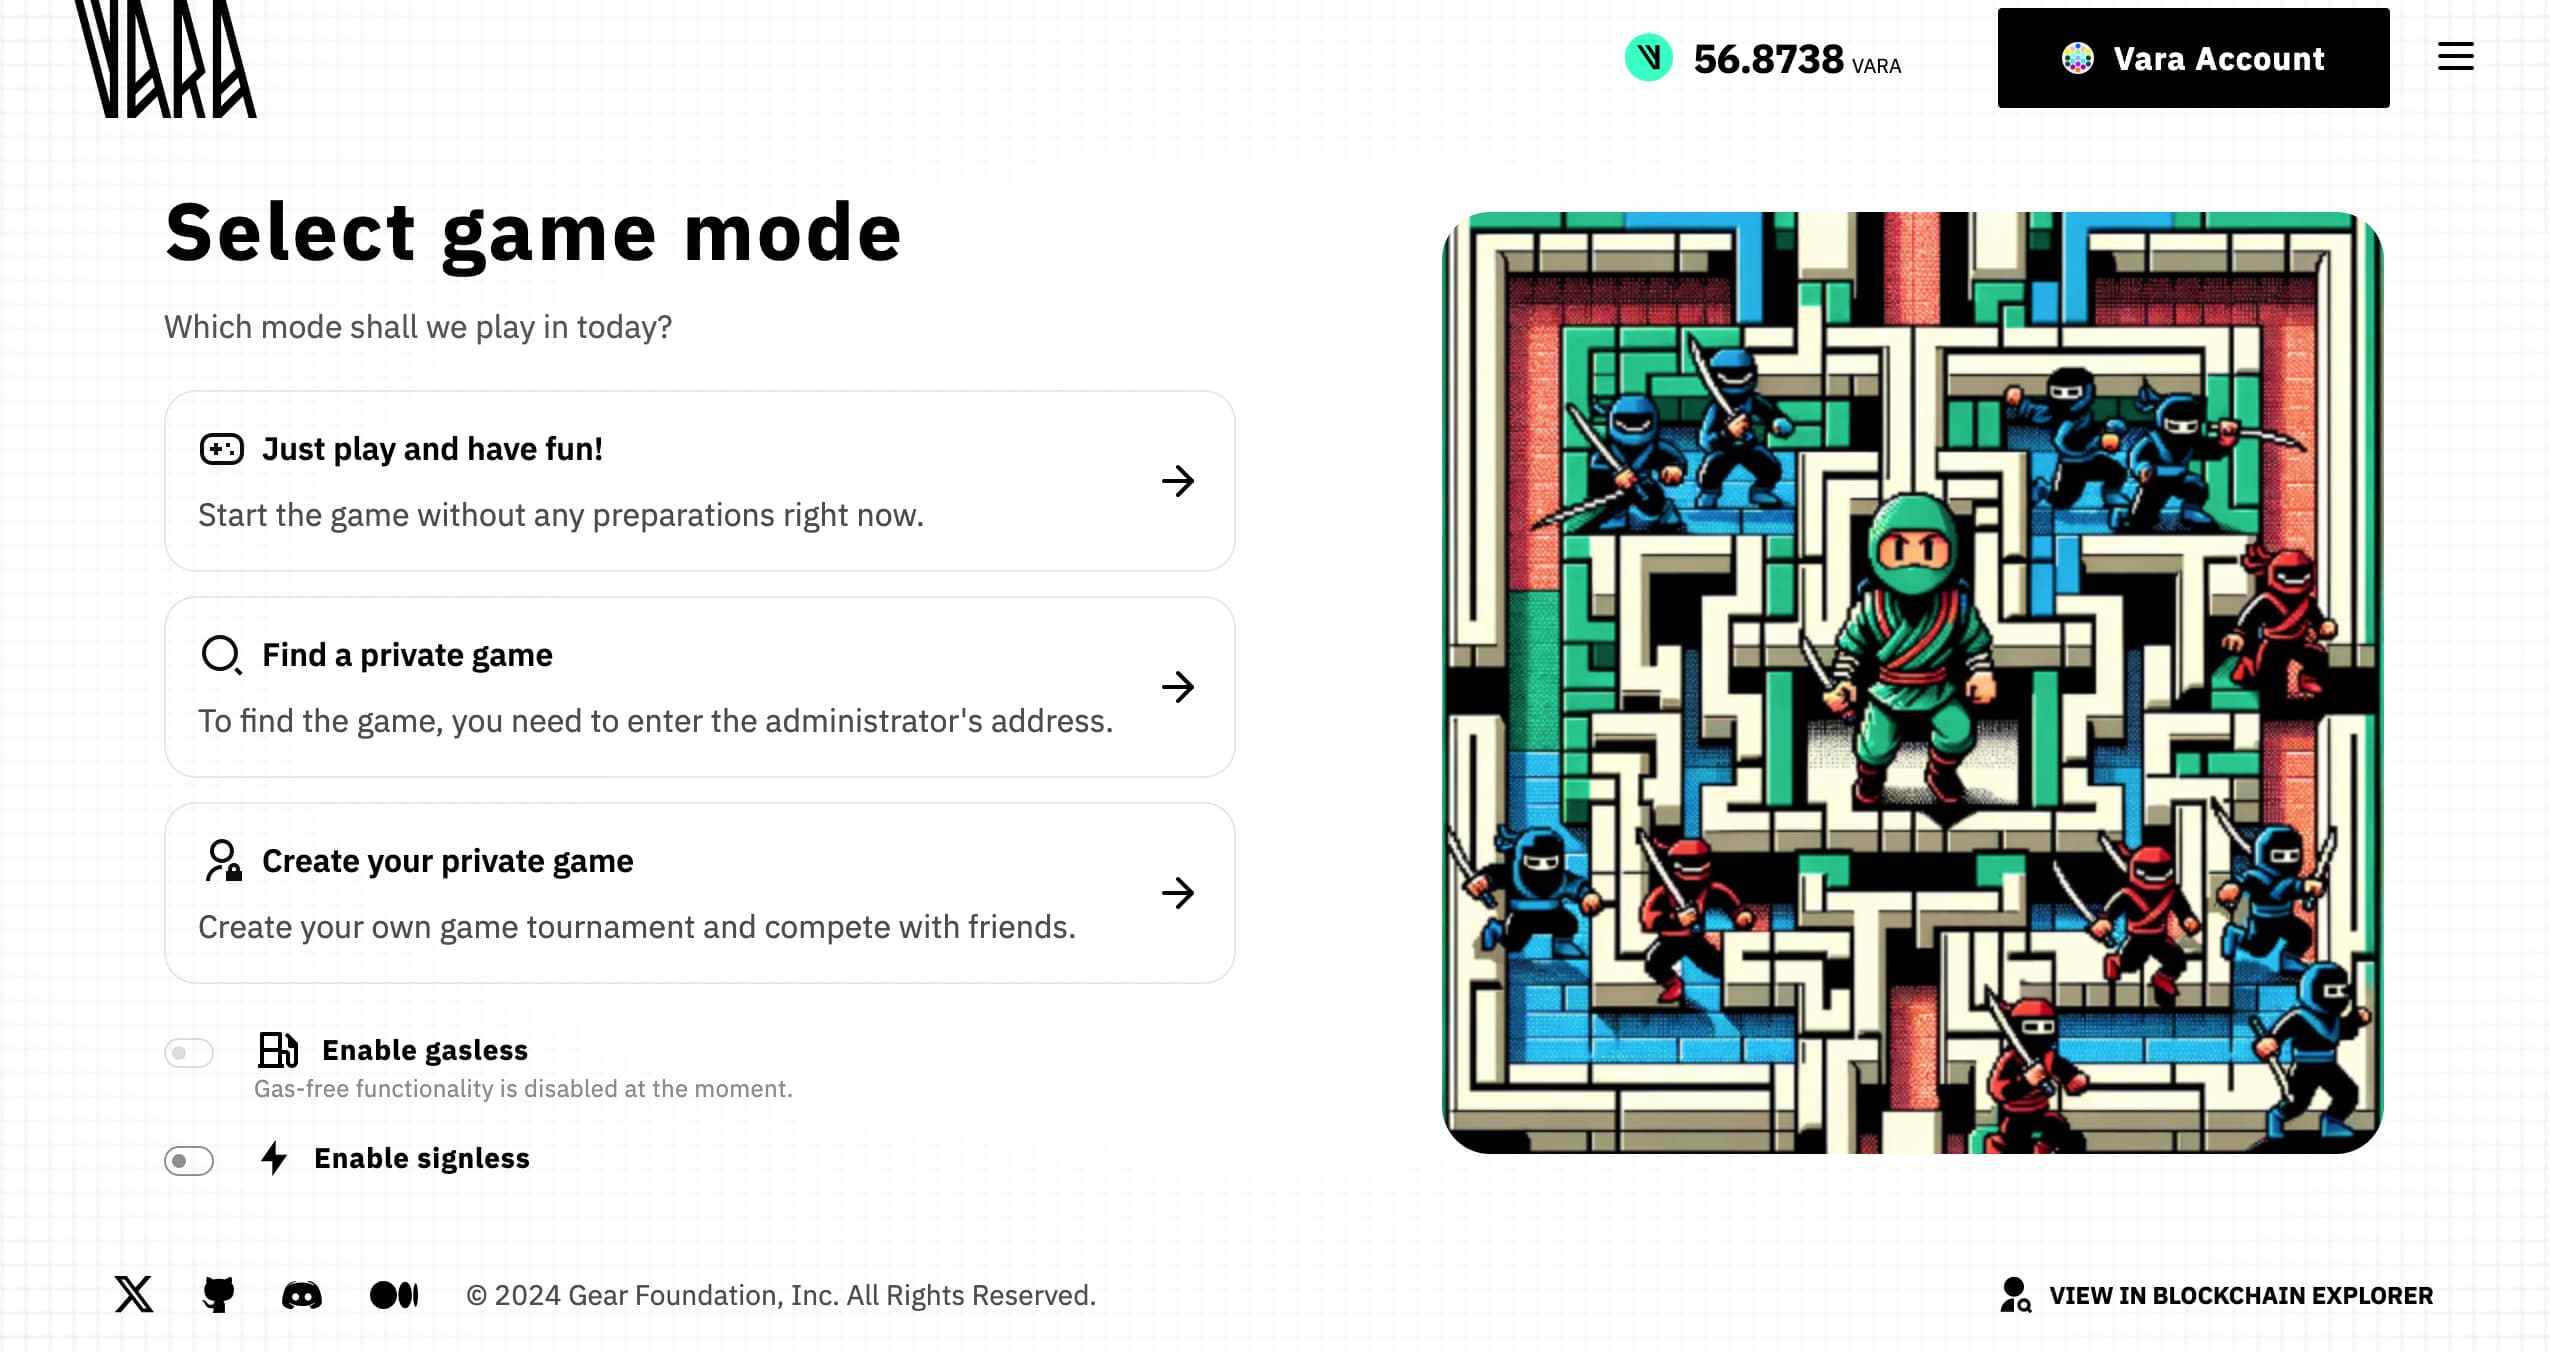 VARA
56.8738 VARA
Vara Account
Select game mode
Which mode shall we play in today?
Just play and have fun!
Start the game without any preparations right now.
Find a private game
To find the game, you need to enter the administrator's address.
Create your private game
Create your own game tournament and compete with friends.
Enable gasless
Gas-free functionality is disabled at the moment.
Enable signless
© 2024 Gear Foundation, Inc. All Rights Reserved.
VIEW IN BLOCKCHAIN EXPLORER